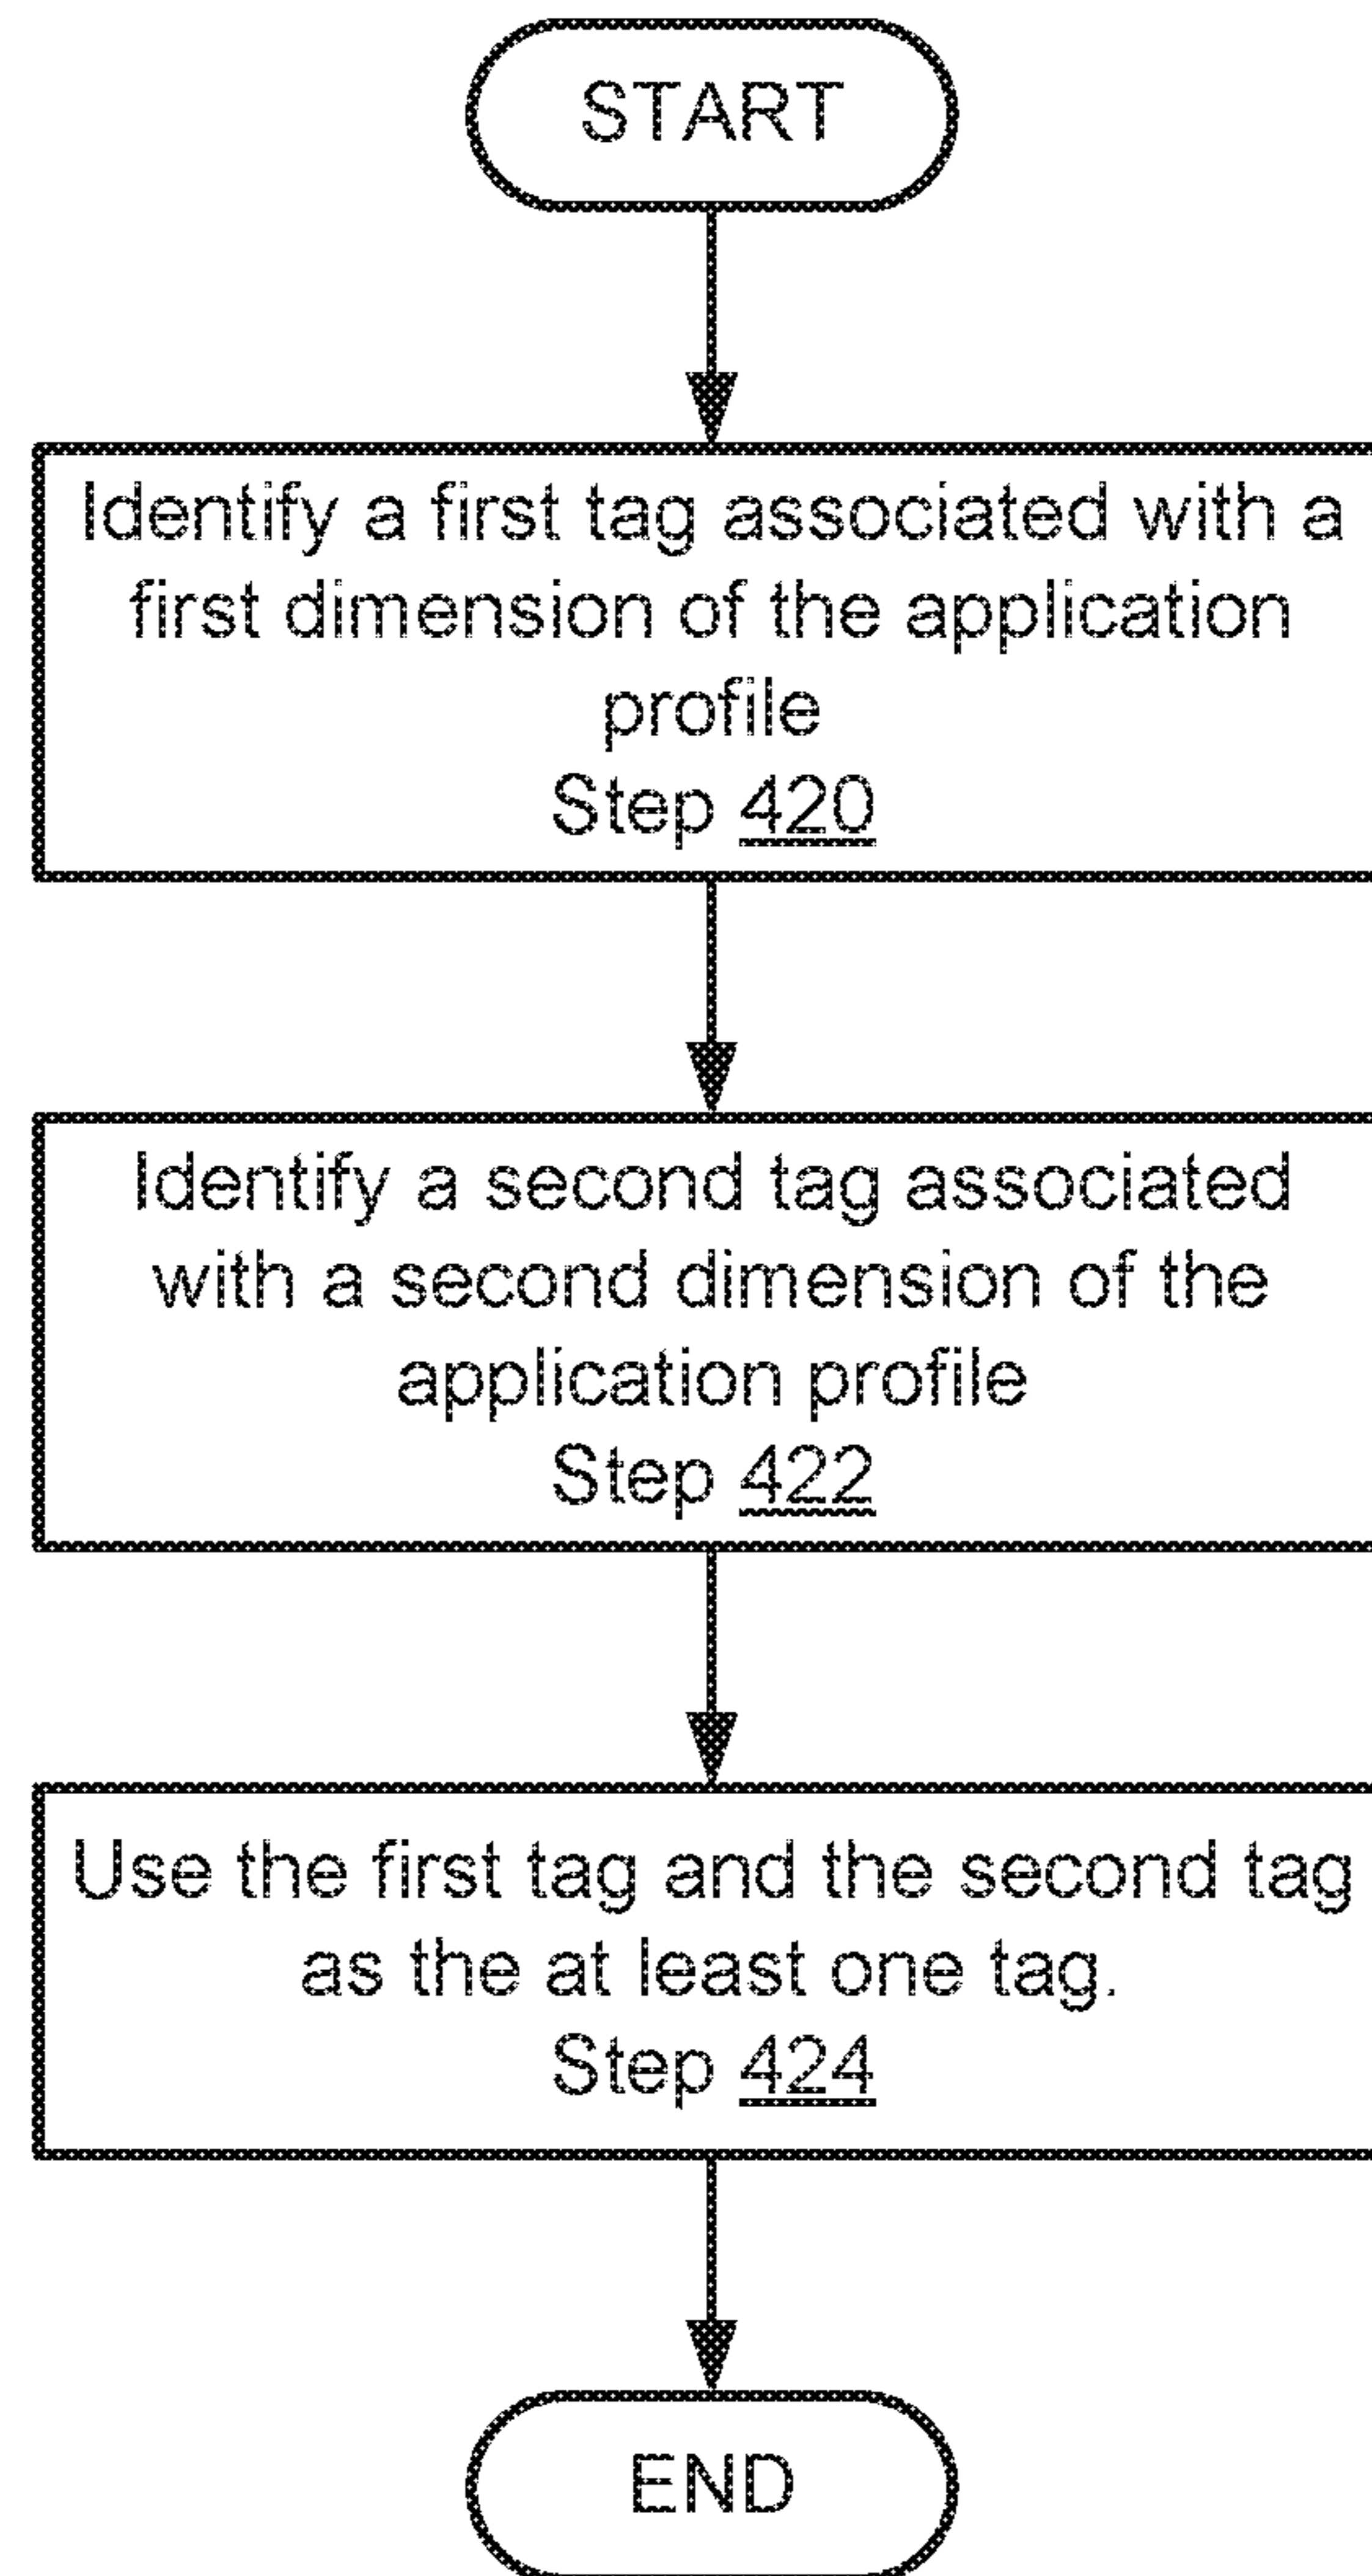 START
Identify a first tag associated with a
first dimension of the application
profile
Step 420
Identify a second tag associated
with a second dimension of the
application profile
Step 422
Use the first tag and the second tag
as the at least one tag.
Step 424
END